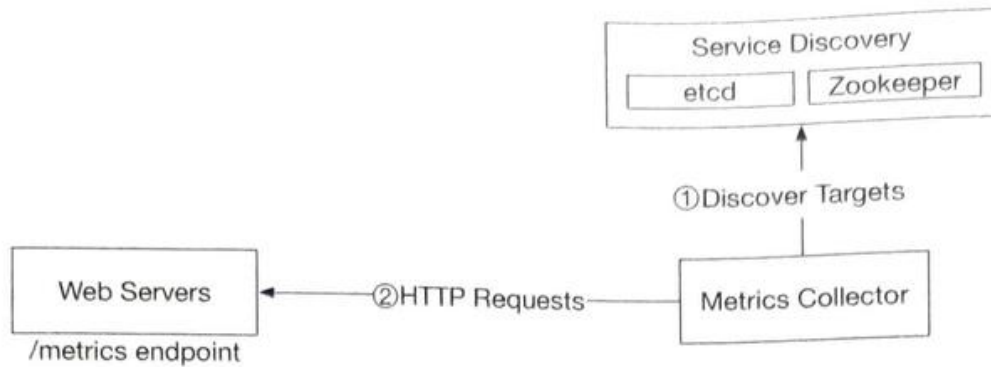 Service Discovery
etcd
Zookeeper
①Discover Targets
Web Servers
②HTTP Requests
Metrics Collector
/metrics endpoint